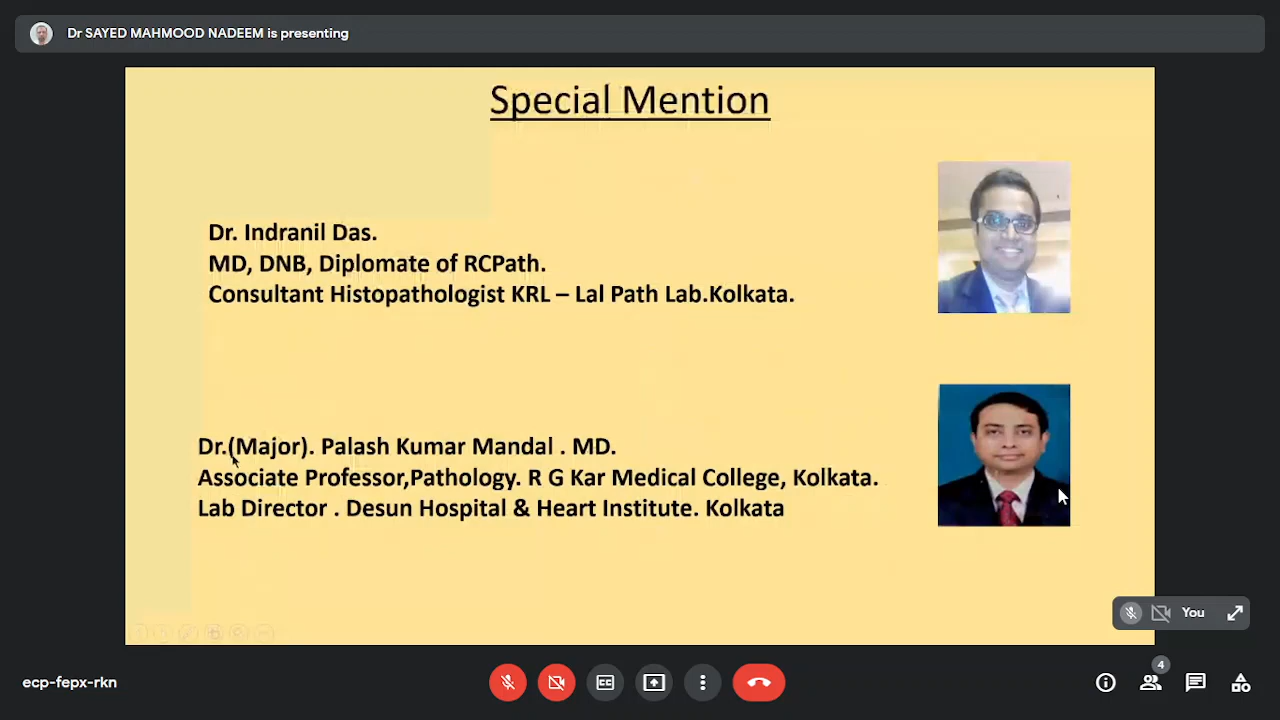 Dr SAYED MAHMOOD NADEEM is presenting
Special Mention
Dr. Indranil Das.
MD, DNB, Diplomate of RCPath.
Consultant Histopathologist KRL – Lal Path Lab.Kolkata.
Dr.(Major). Palash Kumar Mandal . MD.
Associate Professor,Pathology. R G Kar Medical College, Kolkata.
Lab Director . Desun Hospital & Heart Institute. Kolkata
You
ecp-fepx-rkn
CC
4